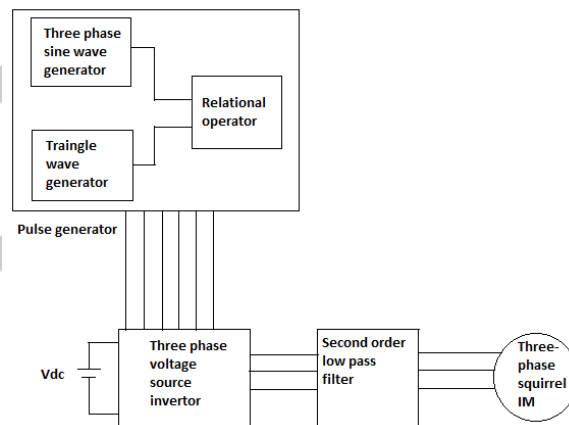 Three phase
sine wave
generator
Relational
operator
Traingle
wave
generator
Pulse generator
Vdc
Three phase
voltage
source
invertor
Second order
low pass
filter
Three-
phase
squirrel
IM